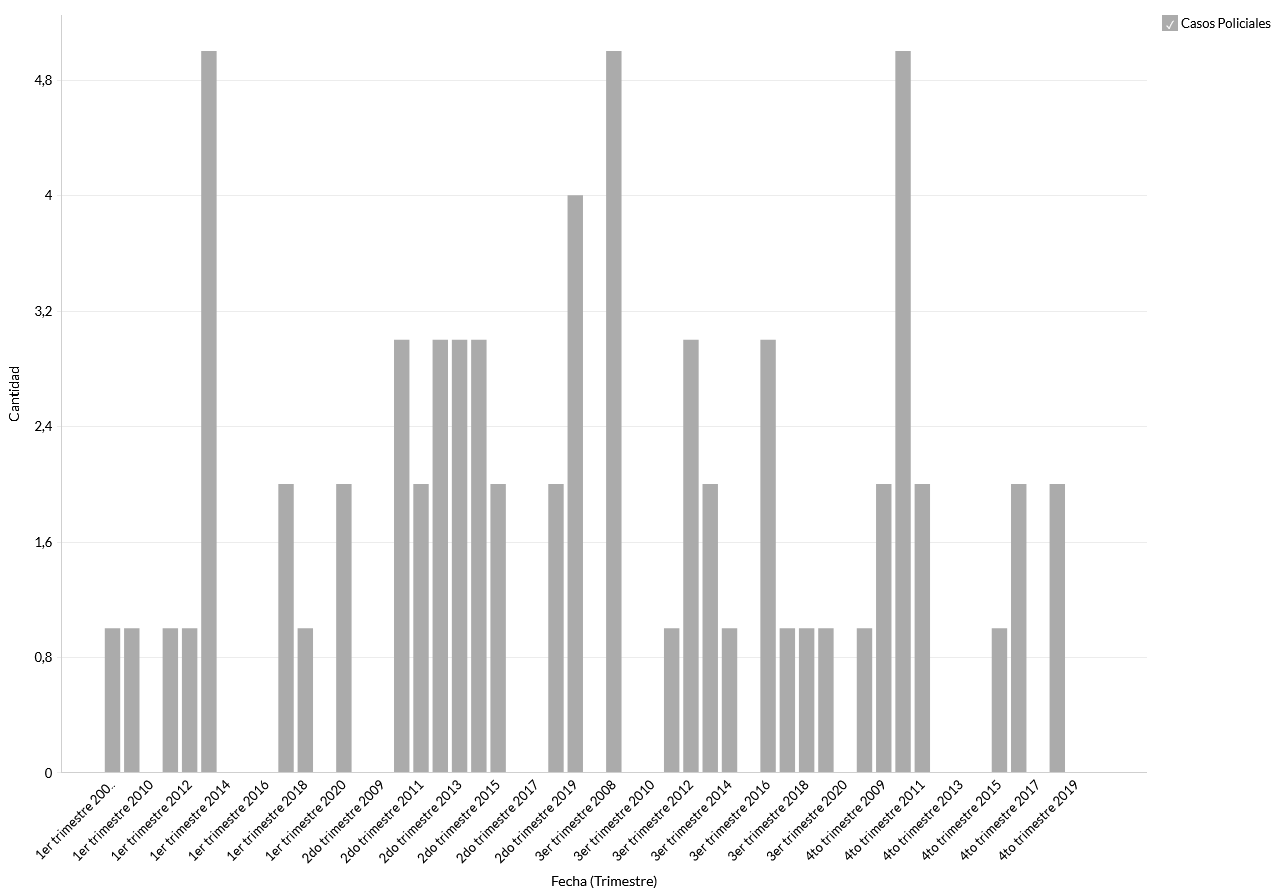 Casos Policiales
4,8
4
3,2
2,4
1,6
0,8
0
Cantidad
1er trimestre 200..
1er trimestre 2010
1er trimestre 2012
1er trimestre 2014
1er trimestre 2016
1er trimestre 2018
1er trimestre 2020
2do trimestre 2009
2do trimestre 2011
2do trimestre 2013
2do trimestre 2015
2do trimestre 2017
2do trimestre 2019
3er trimestre 2008
3er trimestre 2010
3er trimestre 2012
3er trimestre 2014
3er trimestre 2016
3er trimestre 2018
3er trimestre 2020
4to trimestre 2009
4to trimestre 2011
4to trimestre 2013
4to trimestre 2015
4to trimestre 2017
4to trimestre 2019
Fecha (Trimestre)